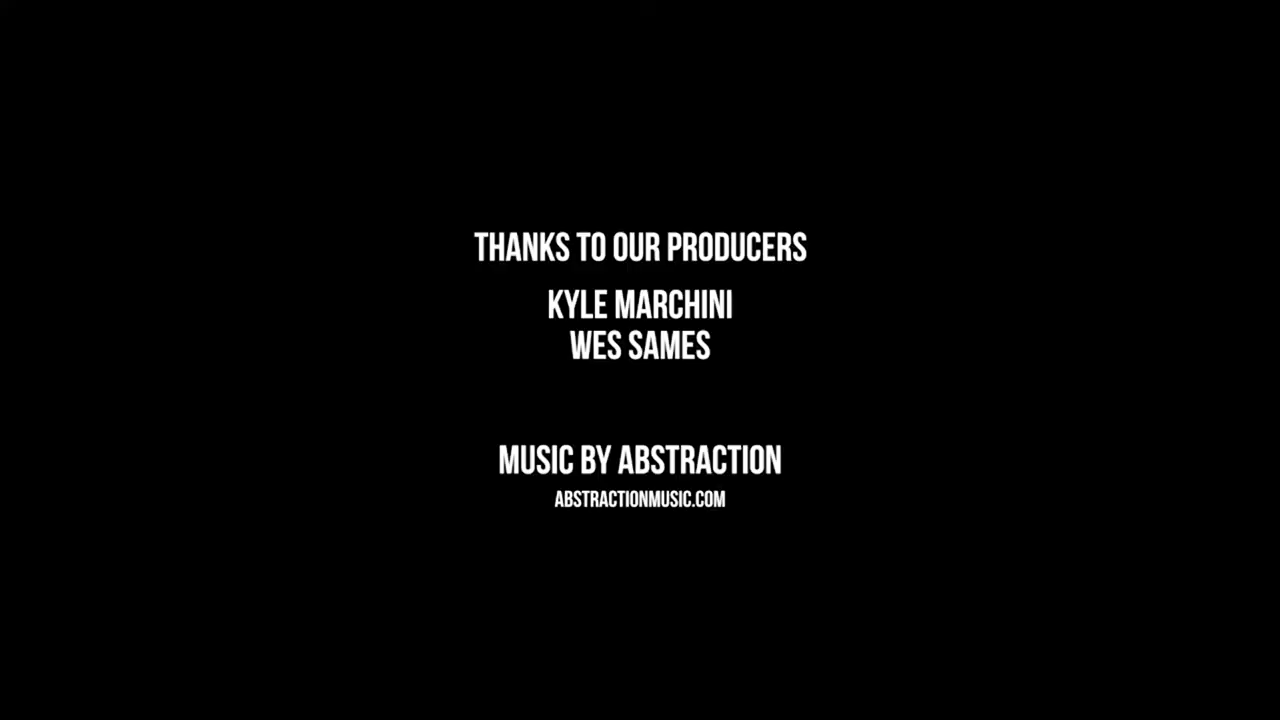 THANKS TO OUR PRODUCERS
KYLE MARCHINI
WES SAMES
MUSIC BY ABSTRACTION
ABSTRACTIONMUSIC.COM